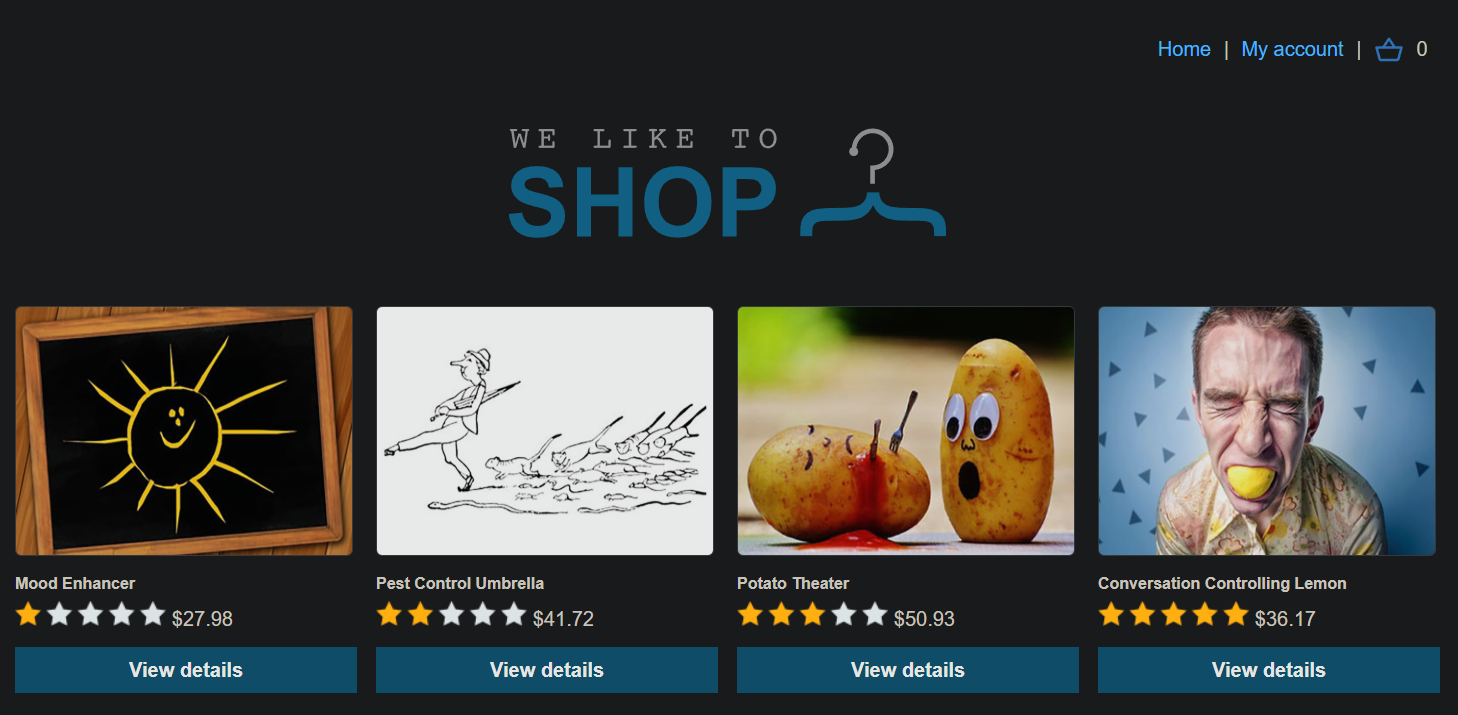 Home | My account | 0
WE LIKE TO
SHOP
Mood Enhancer
$27.98
View details
Pest Control Umbrella
$41.72
View details
Potato Theater
$50.93
View details
Conversation Controlling Lemon
$36.17
View details